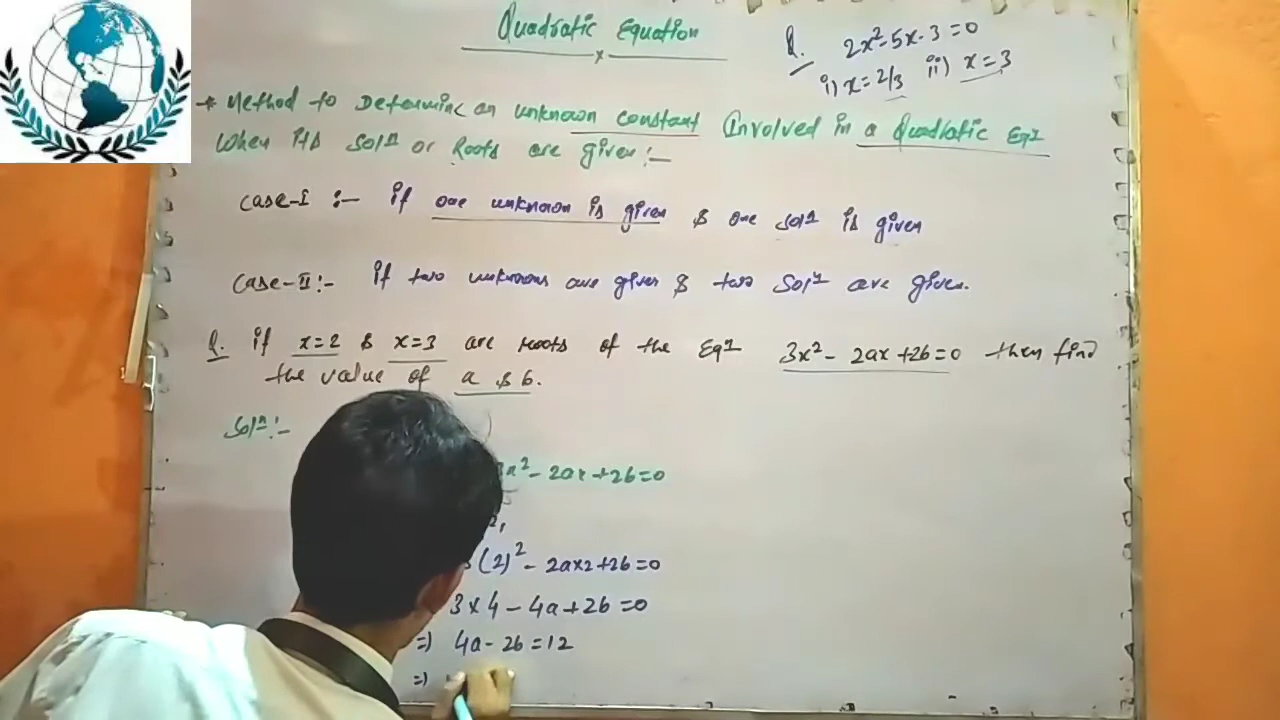 Quadratic Equation
Q. 2x²-5x-3=0
i) x=2/3 ii) x=3
* Method to Determine an unknown constant Involved in a Quadratic Eqn
When its Soln or Roots are given:-
Case-I :- if one unknown is given & one soln is given
Case-II:- if two unknowns are given & two Soln are given.
Q. if x=2 & x=3 are roots of the Eqn 3x²- 2ax+2b=0 then find
the value of a & b.
Soln:-
3x²- 2ax+2b=0
(2)²- 2ax2+2b=0
3×4-4a+2b=0
=) 4a-2b=12
=)